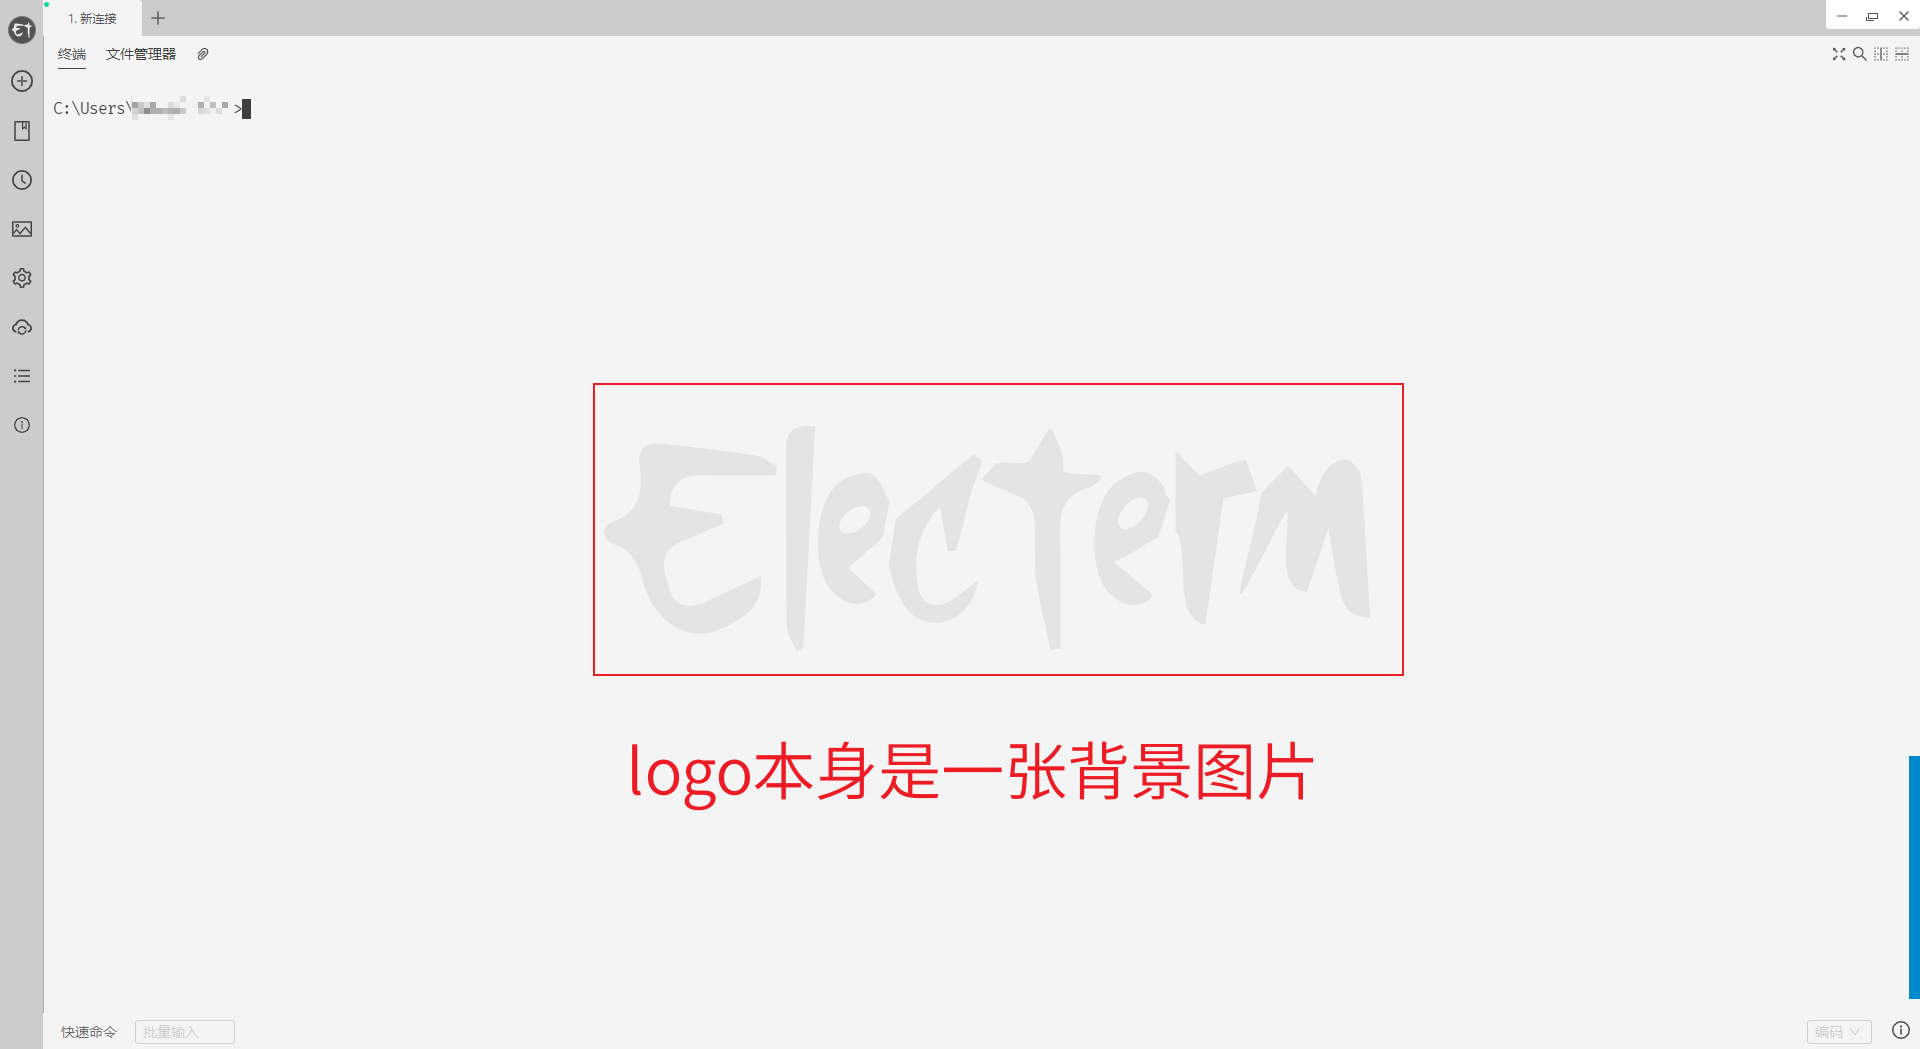 1. 新连接
终端 文件管理器
C:\Users\ >
Electerm
logo本身是一张背景图片
快速命令 批量输入 编码